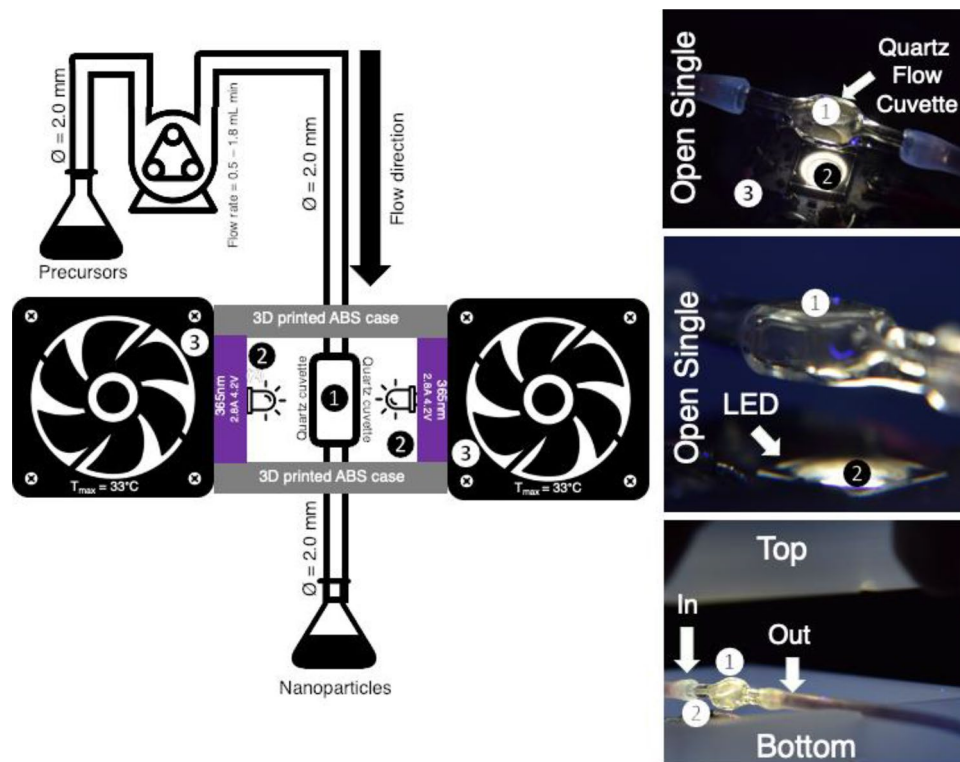 Ø = 2.0 mm
Flow rate = 0.5 – 1.8 mL min
Ø = 2.0 mm
Flow direction
Precursors
3D printed ABS case
3
2
365nm
2.8A 4.2V
Quartz cuvette
1
Quartz cuvette
2
365nm
2.8A 4.2V
3
3D printed ABS case
Tmax = 33°C
Tmax = 33°C
Ø = 2.0 mm
Nanoparticles
Open Single
Quartz
Flow
Cuvette
1
2
3
Open Single
1
LED
2
Top
In
Out
1
2
Bottom